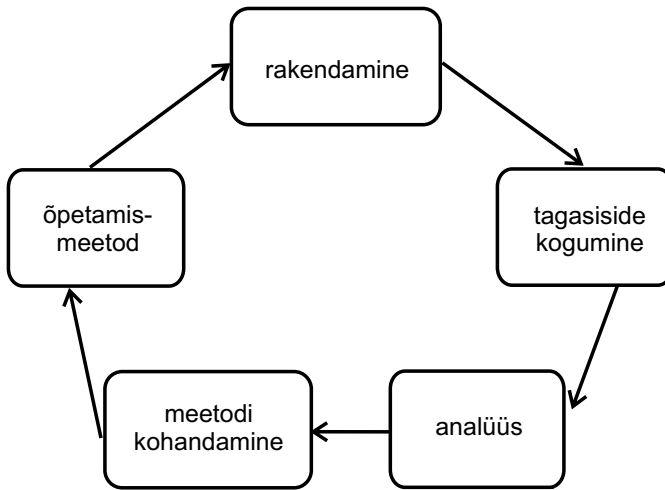 rakendamine
õpetamis-
meetod
tagasiside
kogumine
meetodi
kohandamine
analüüs